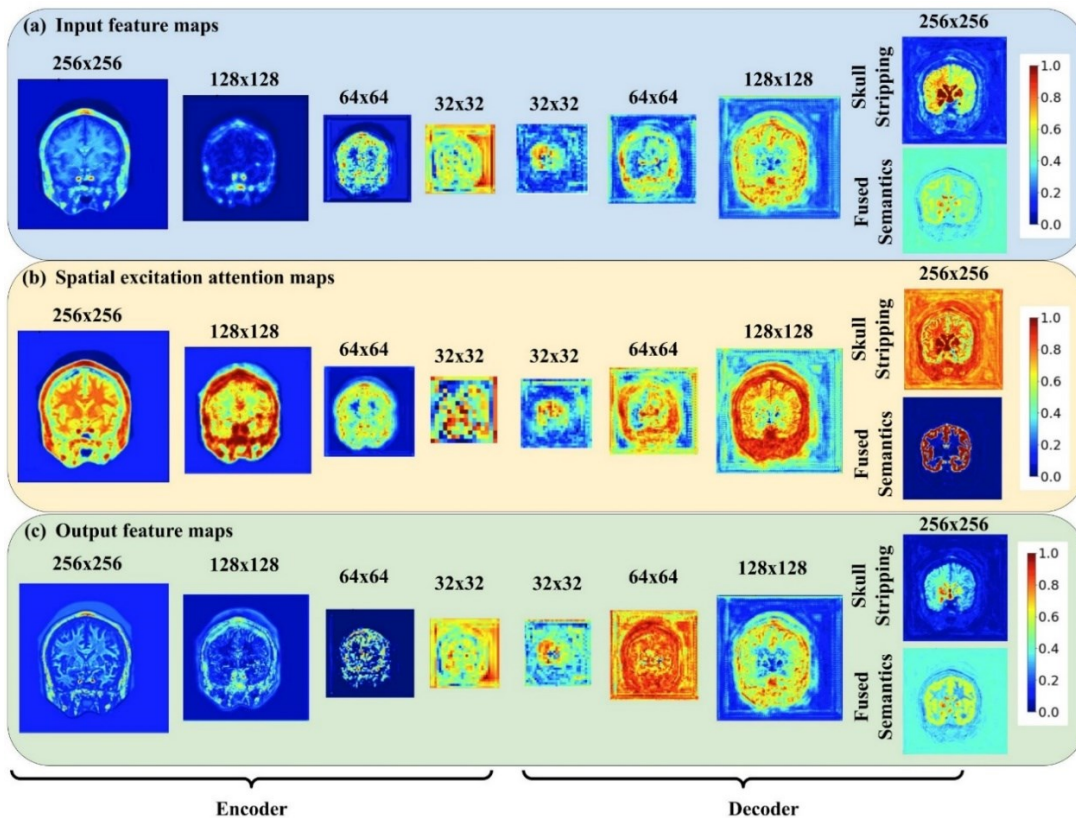 (a) Input feature maps
256x256
128x128
64x64
32x32
32x32
64x64
128x128
256x256
Skull
Stripping
Fused
Semantics
1.0
0.8
0.6
0.4
0.2
0.0
(b) Spatial excitation attention maps
256x256
128x128
64x64
32x32
32x32
64x64
128x128
256x256
Skull
Stripping
Fused
Semantics
1.0
0.8
0.6
0.4
0.2
0.0
(c) Output feature maps
256x256
128x128
64x64
32x32
32x32
64x64
128x128
256x256
Skull
Stripping
Fused
Semantics
1.0
0.8
0.6
0.4
0.2
0.0
Encoder
Decoder